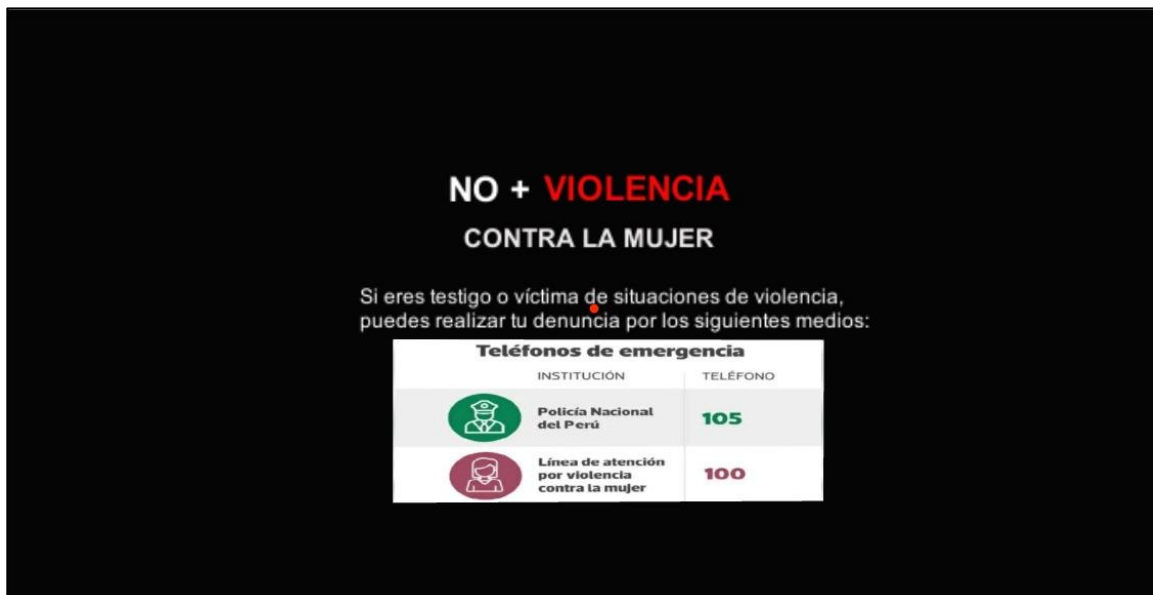 NO + VIOLENCIA
CONTRA LA MUJER
Si eres testigo o víctima de situaciones de violencia,
puedes realizar tu denuncia por los siguientes medios:
Teléfonos de emergencia
INSTITUCIÓN TELÉFONO
Policía Nacional
del Perú
105
Línea de atención
por violencia
contra la mujer
100